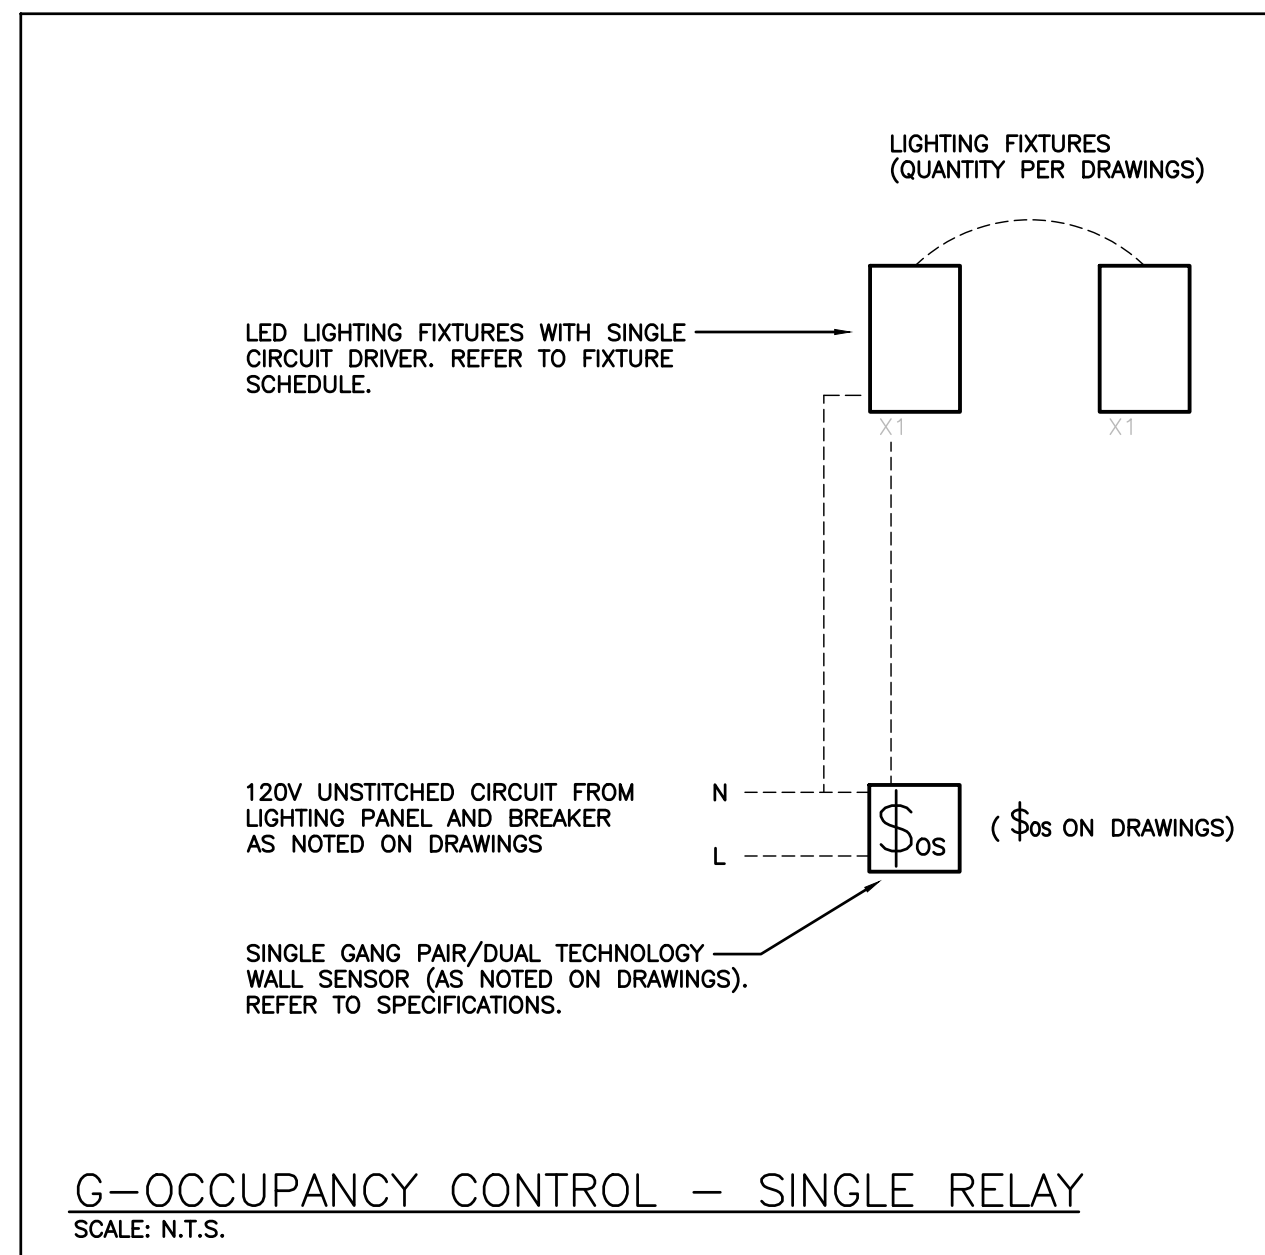 LIGHTING FIXTURES
(QUANTITY PER DRAWINGS)
LED LIGHTING FIXTURES WITH SINGLE
CIRCUIT DRIVER. REFER TO FIXTURE
SCHEDULE.
X1
X1
120V UNSTITCHED CIRCUIT FROM
LIGHTING PANEL AND BREAKER
AS NOTED ON DRAWINGS
N
L
$OS
( $OS ON DRAWINGS)
SINGLE GANG PAIR/DUAL TECHNOLOGY
WALL SENSOR (AS NOTED ON DRAWINGS).
REFER TO SPECIFICATIONS.
G-OCCUPANCY CONTROL - SINGLE RELAY
SCALE: N.T.S.